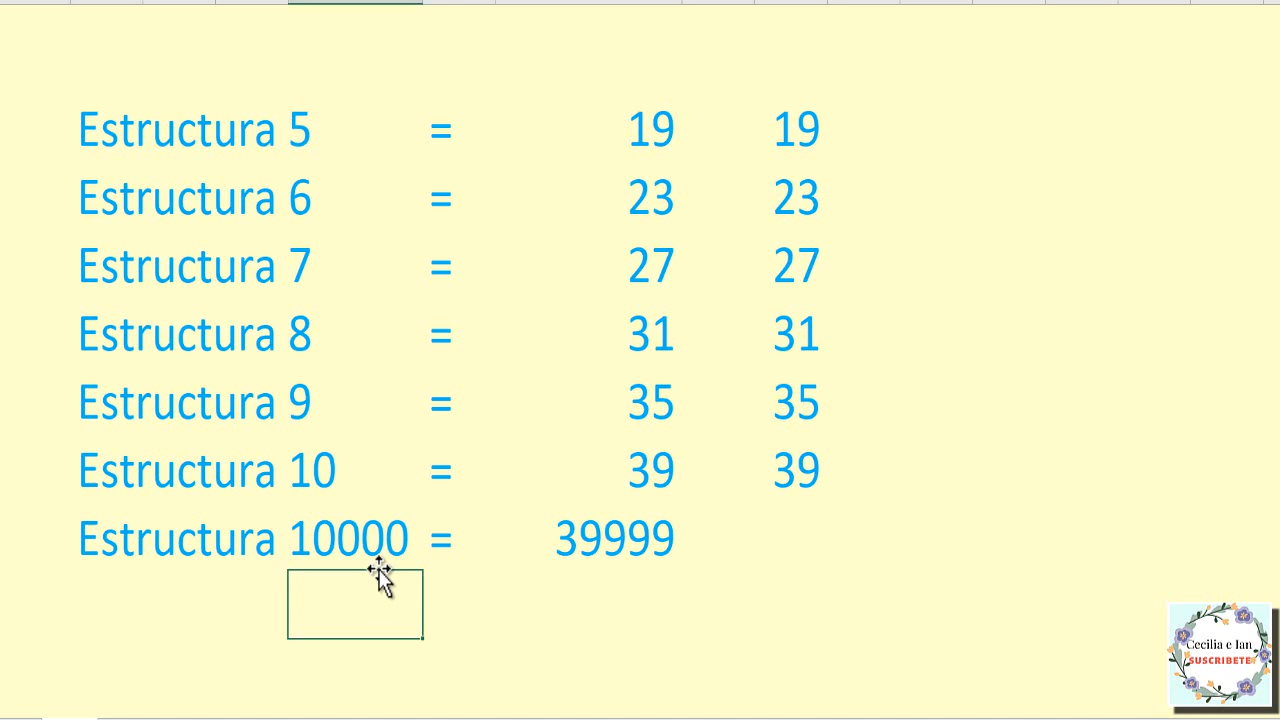 Estructura 5 = 19 19
Estructura 6 = 23 23
Estructura 7 = 27 27
Estructura 8 = 31 31
Estructura 9 = 35 35
Estructura 10 = 39 39
Estructura 10000 = 39999
Cecilia e Ian
SUSCRIBETE